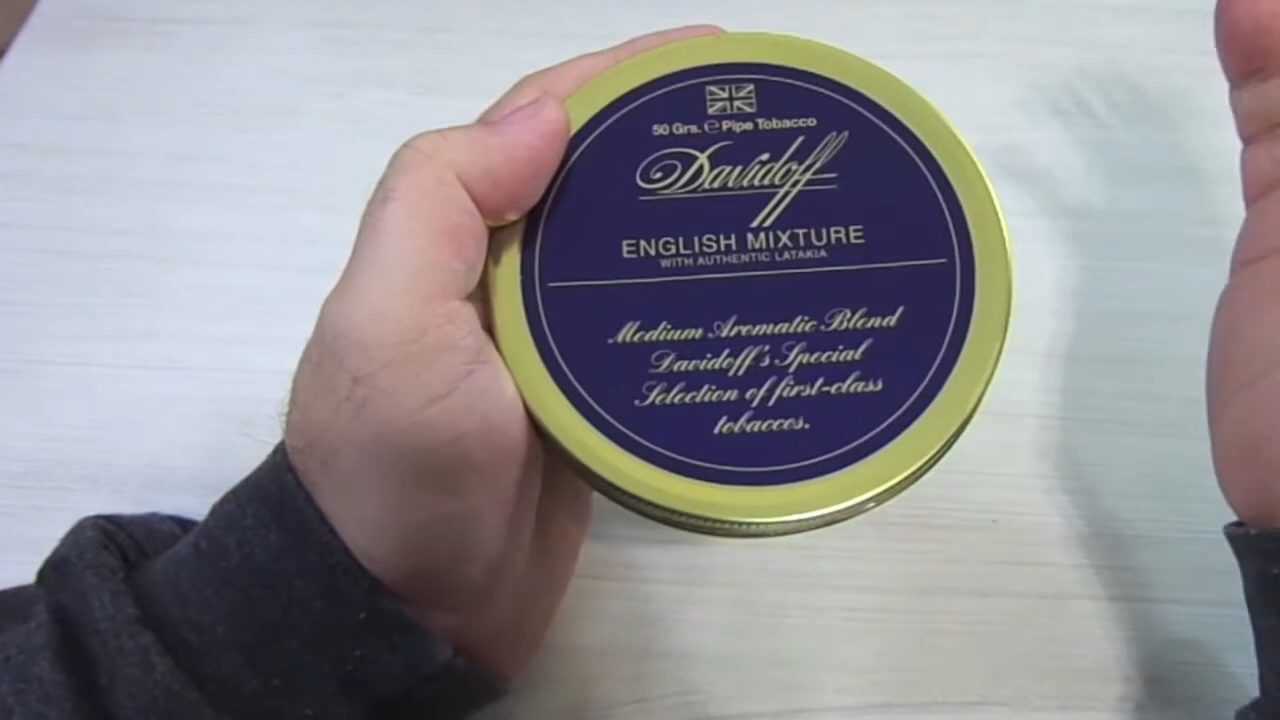 50 Grs. ℮ Pipe Tobacco
Davidoff
ENGLISH MIXTURE
WITH AUTHENTIC LATAKIA
Medium Aromatic Blend
Davidoff's Special
Selection of first-class
tobaccos.